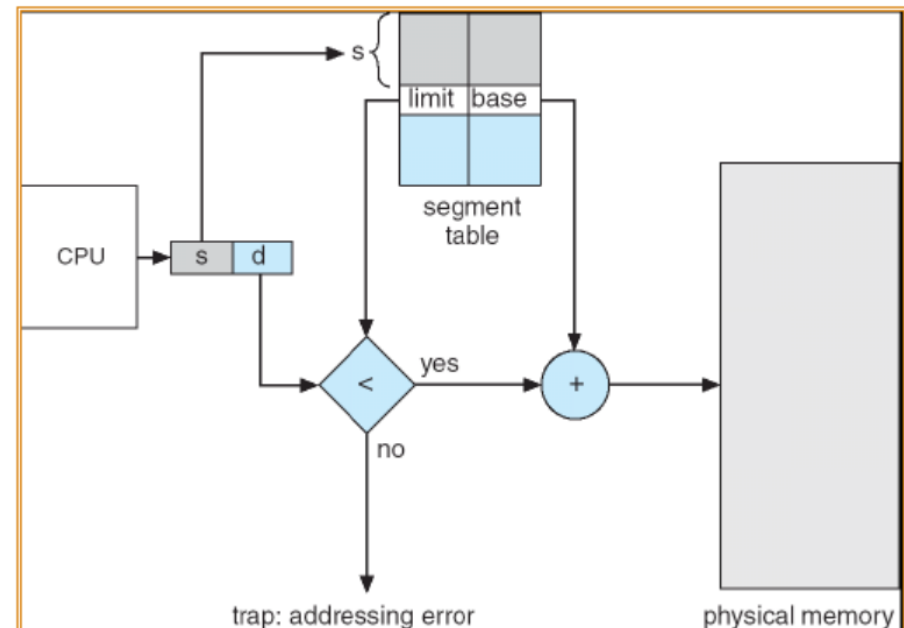 s
limit base
segment
table
CPU
s d
<
yes
+
no
trap: addressing error
physical memory